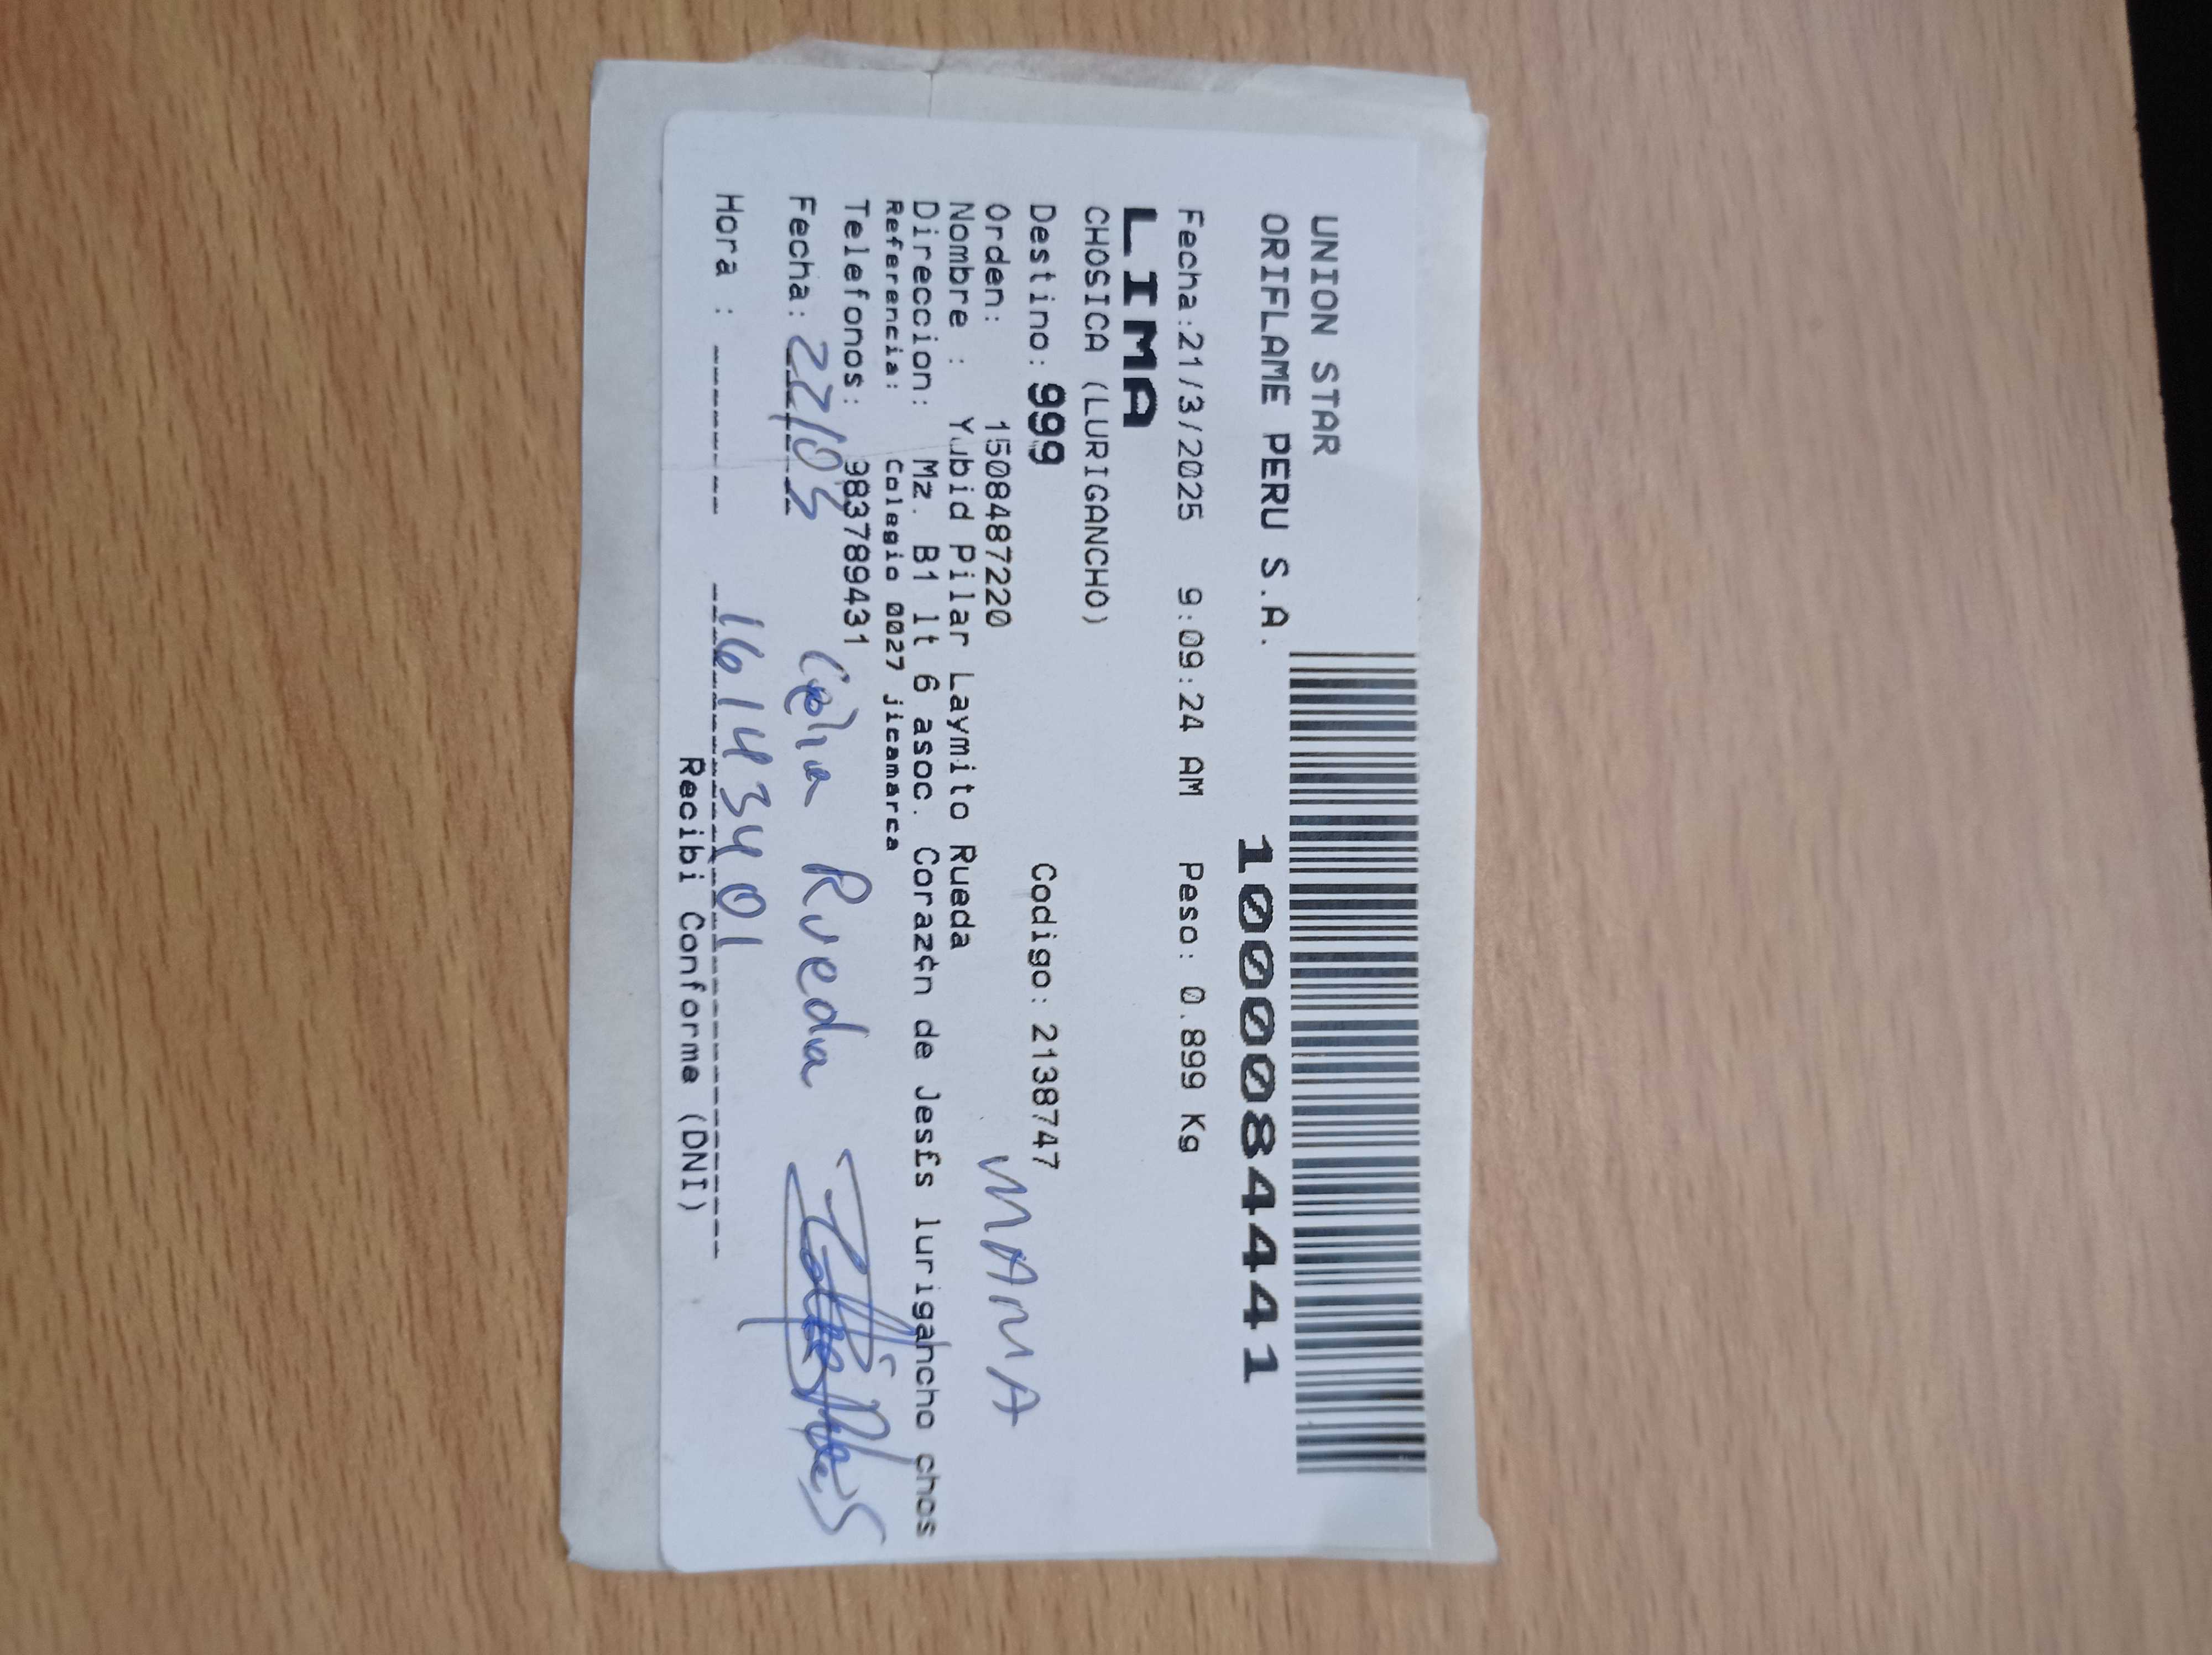 UNION STAR
ORIFLAME PERU S.A.
10000844441
Fecha:21/3/2025 9:09:24 AM Peso: 0.899 Kg
LIMA
CHOSICA (LURIGANCHO)
Destino: 999 Codigo: 2138747
Orden: 1508487220 MAMA
Nombre : Yubid Pilar Laymito Rueda
Direccion: Mz. B1 lt 6 asoc. Coraz¢n de Jes£s lurigahcho chos
Referencia: Colegio 0027 jicamarca
Telefonos: 983789431
Fecha: 22/03 Celia Rueda
Hora : 16143401
Recibi Conforme (DNI)